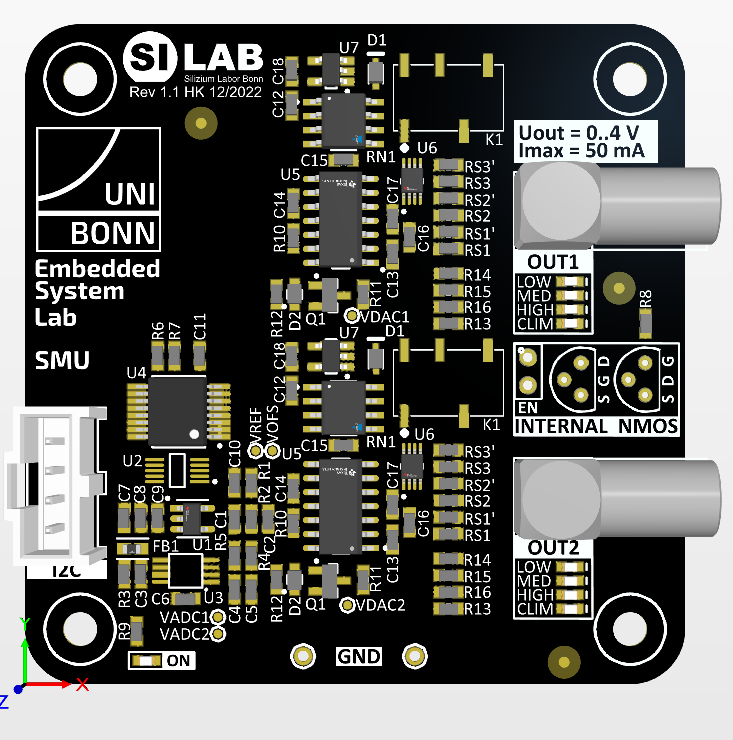 SI LAB
Silizium Labor Bonn
Rev 1.1 HK 12/2022
UNI
BONN
Embedded
System
Lab
SMU
D1
U7
C18
C12
K1
RN1
C15
U6
Uout = 0..4 V
Imax = 50 mA
U5
C17
C14
R10
C16
C13
RS3'
RS3
RS2'
RS2
RS1'
RS1
R14
R15
R16
R13
OUT1
LOW
MED
HIGH
CLIM
R12
D2
Q1
R11
VDAC1
R8
R6
R7
C11
U4
U7
D1
C18
C12
K1
RN1
C15
U6
EN
S G D
S D G
INTERNAL NMOS
VREF
VOFS
U2
C10
R2
R1
U5
C17
C14
R10
C16
C13
RS3'
RS3
RS2'
RS2
RS1'
RS1
R14
R15
R16
R13
C7
C8
C9
U1
C1
R5
R4
C2
FB1
I2C
R3
C3
C6
U3
C4
C5
R12
D2
Q1
R11
VDAC2
OUT2
LOW
MED
HIGH
CLIM
VADC1
VADC2
R9
ON
GND
Y
X
Z